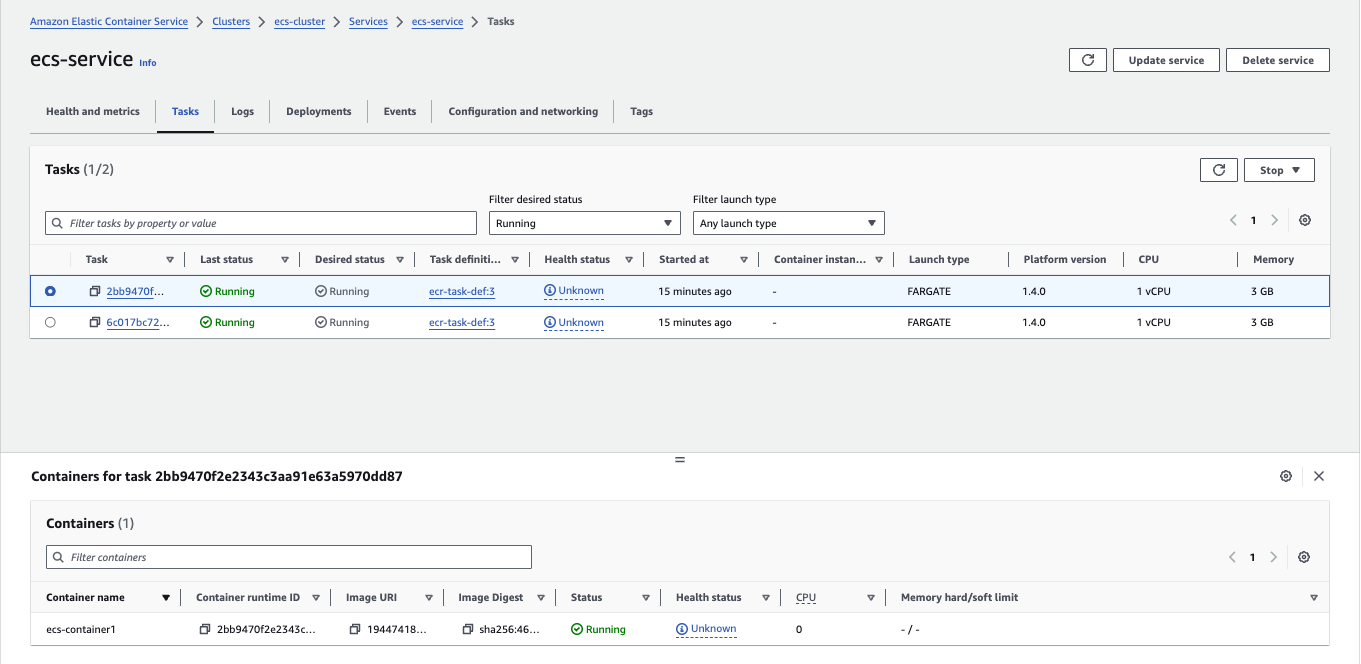 Amazon Elastic Container Service > Clusters > ecs-cluster > Services > ecs-service > Tasks
ecs-service Info
Update service
Delete service
Health and metrics
Tasks
Logs
Deployments
Events
Configuration and networking
Tags
Tasks (1/2)
Stop
Filter desired status
Filter launch type
Filter tasks by property or value
Running
Any launch type
1
Task Last status Desired status Task definiti... Health status Started at Container instan... Launch type Platform version CPU Memory
2bb9470f... Running Running ecr-task-def:3 Unknown 15 minutes ago - FARGATE 1.4.0 1 vCPU 3 GB
6c017bc72... Running Running ecr-task-def:3 Unknown 15 minutes ago - FARGATE 1.4.0 1 vCPU 3 GB
Containers for task 2bb9470f2e2343c3aa91e63a5970dd87
Containers (1)
Filter containers
1
Container name Container runtime ID Image URI Image Digest Status Health status CPU Memory hard/soft limit
ecs-container1 2bb9470f2e2343c... 19447418... sha256:46... Running Unknown 0 - / -